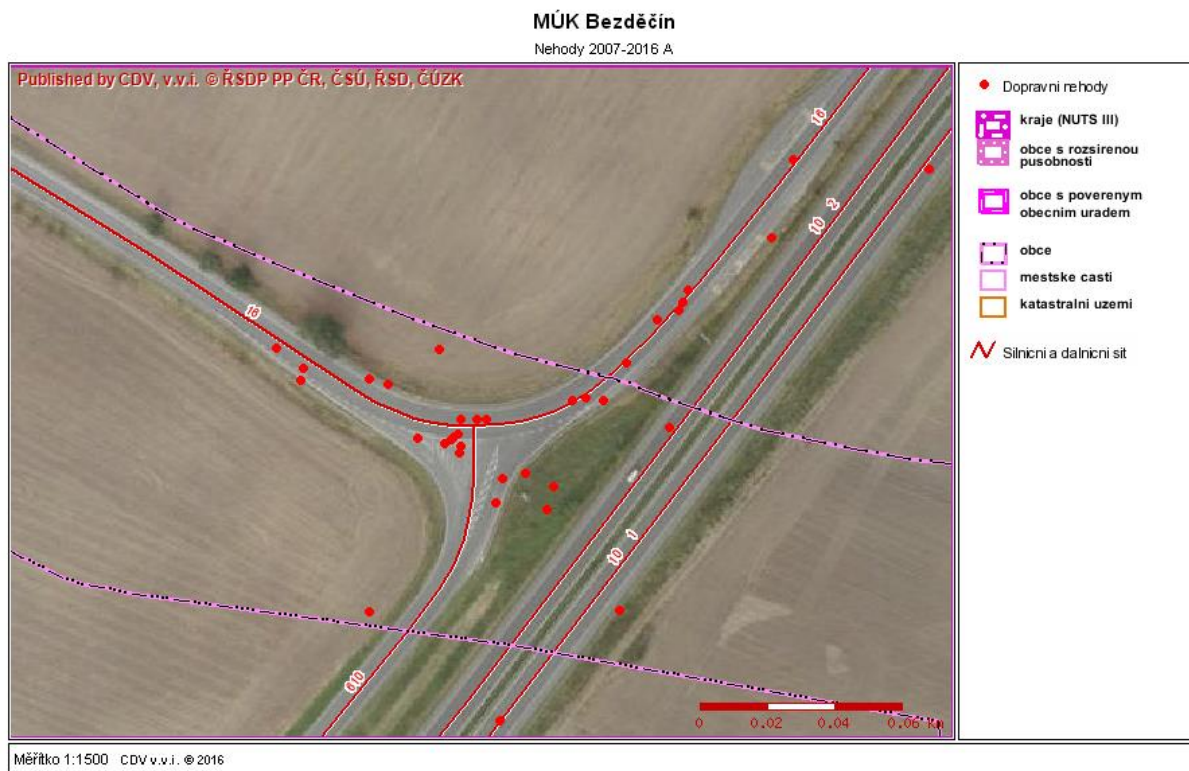 MÚK Bezděčín
Nehody 2007-2016 A
Published by CDV, v.v.i. © ŘSDP PP ČR, ČSÚ, ŘSD, ČÚZK
16
10 2
16
10 1
610
0 0.02 0.04 0.06 km
Dopravní nehody
kraje (NUTS III)
obce s rozsirenou
pusobnosti
obce s poverenym
obecnim uradem
obce
mestske casti
katastralni uzemi
Silnicni a dalnicni sit
Měřítko 1:1500 CDV v.v.i. © 2016